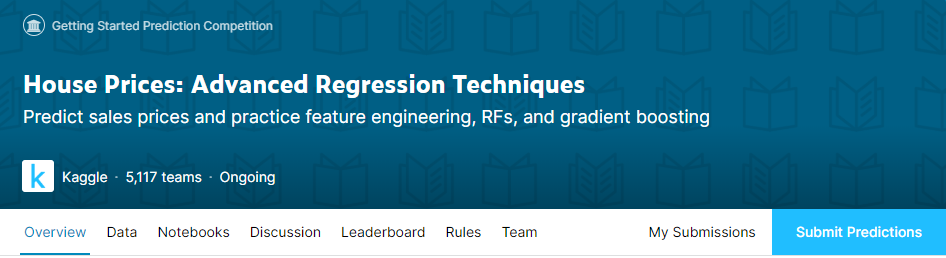 Getting Started Prediction Competition
House Prices: Advanced Regression Techniques
Predict sales prices and practice feature engineering, RFs, and gradient boosting
k Kaggle · 5,117 teams · Ongoing
Overview Data Notebooks Discussion Leaderboard Rules Team My Submissions Submit Predictions